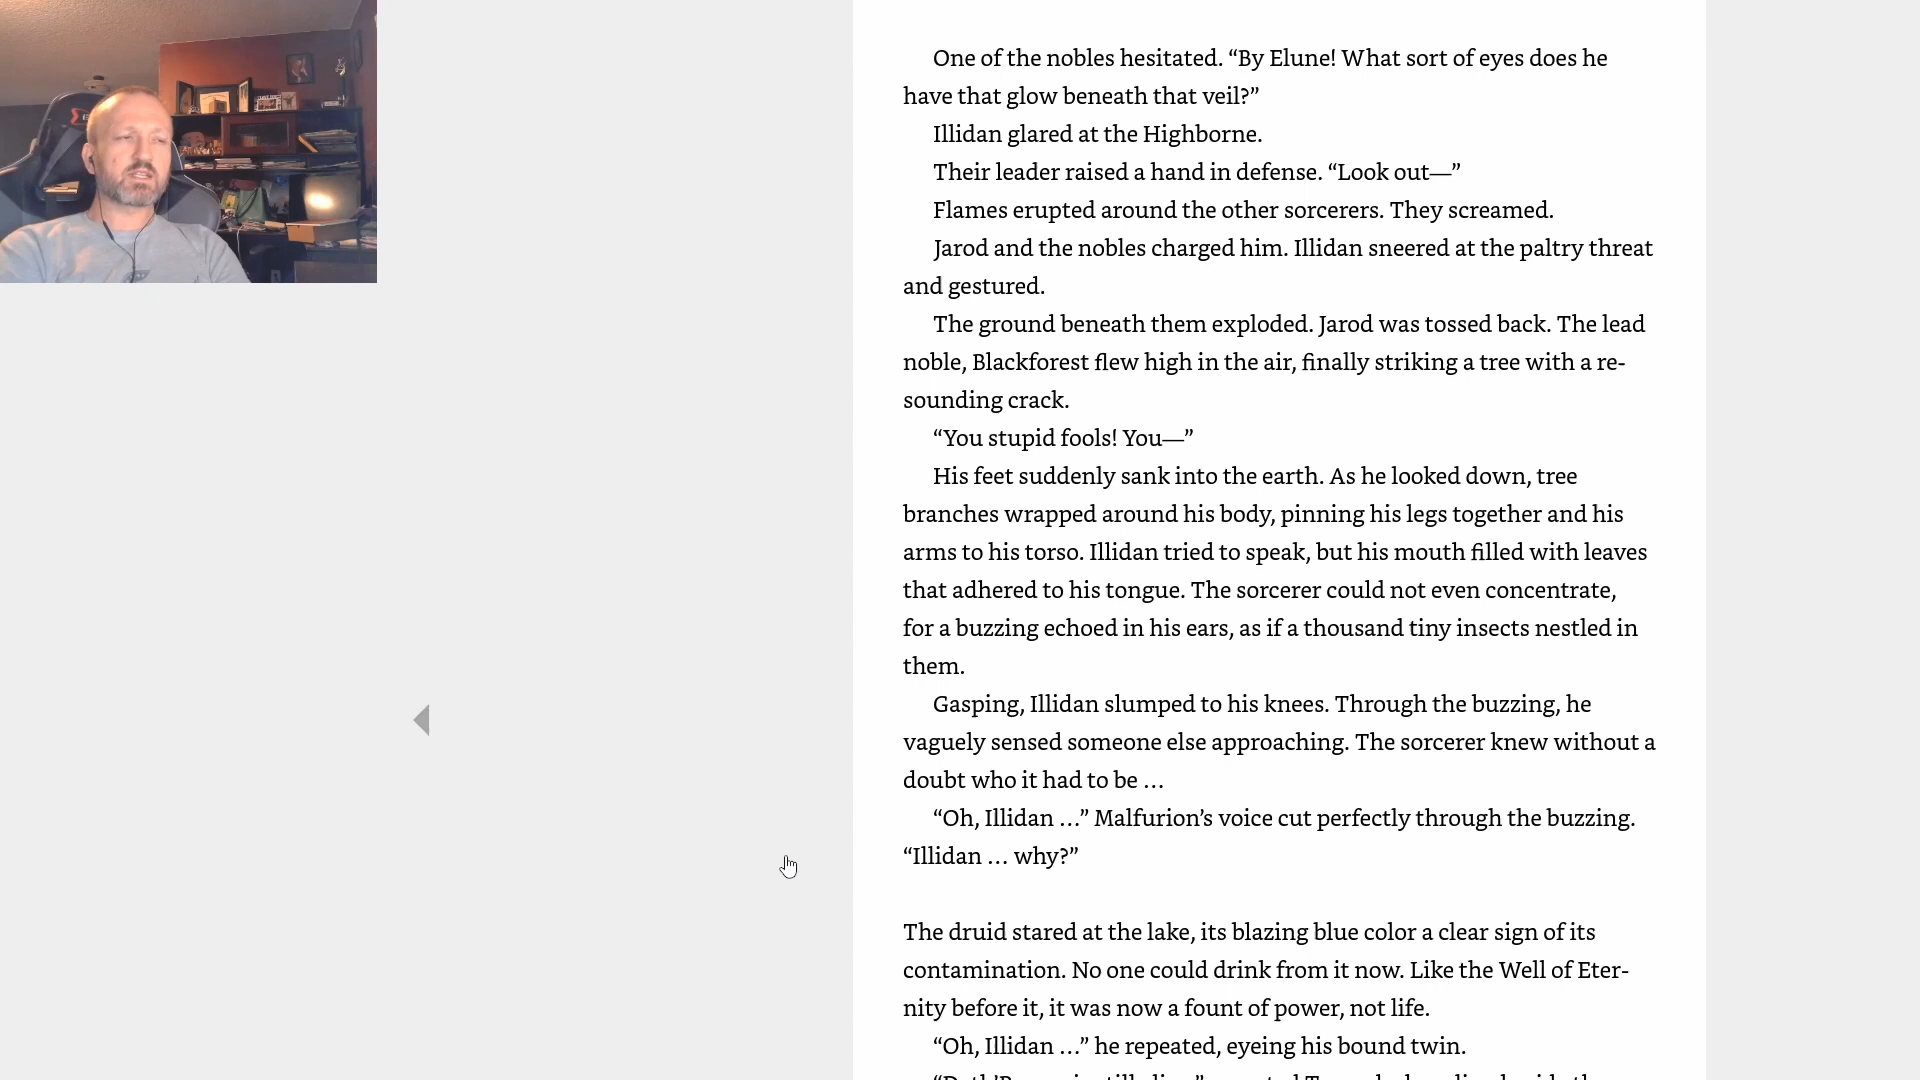 One of the nobles hesitated. “By Elune! What sort of eyes does he
have that glow beneath that veil?”
Illidan glared at the Highborne.
Their leader raised a hand in defense. “Look out—”
Flames erupted around the other sorcerers. They screamed.
Jarod and the nobles charged him. Illidan sneered at the paltry threat
and gestured.
The ground beneath them exploded. Jarod was tossed back. The lead
noble, Blackforest flew high in the air, finally striking a tree with a re-
sounding crack.
“You stupid fools! You—”
His feet suddenly sank into the earth. As he looked down, tree
branches wrapped around his body, pinning his legs together and his
arms to his torso. Illidan tried to speak, but his mouth filled with leaves
that adhered to his tongue. The sorcerer could not even concentrate,
for a buzzing echoed in his ears, as if a thousand tiny insects nestled in
them.
Gasping, Illidan slumped to his knees. Through the buzzing, he
vaguely sensed someone else approaching. The sorcerer knew without a
doubt who it had to be …
“Oh, Illidan …” Malfurion’s voice cut perfectly through the buzzing.
“Illidan … why?”
The druid stared at the lake, its blazing blue color a clear sign of its
contamination. No one could drink from it now. Like the Well of Eter-
nity before it, it was now a fount of power, not life.
“Oh, Illidan …” he repeated, eyeing his bound twin.